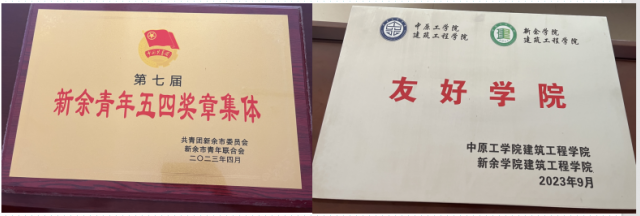 第七届
新余青年五四奖章集体
共青团新余市委员会
新余市青年联合会
二〇二三年四月
中原工学院
建筑工程学院
新余学院
建筑工程学院
友好学院
中原工学院建筑工程学院
新余学院建筑工程学院
2023年9月